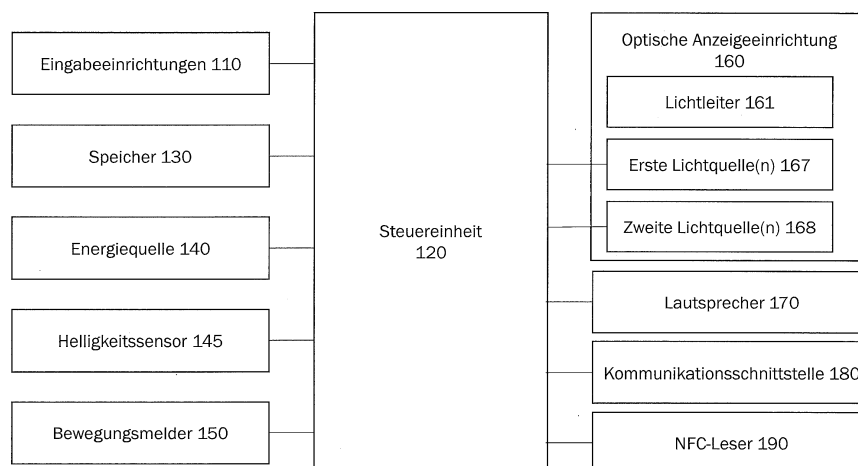 Eingabeeinrichtungen 110
Speicher 130
Energiequelle 140
Helligkeitssensor 145
Bewegungsmelder 150
Steuereinheit
120
Optische Anzeigeeinrichtung
160
Lichtleiter 161
Erste Lichtquelle(n) 167
Zweite Lichtquelle(n) 168
Lautsprecher 170
Kommunikationsschnittstelle 180
NFC-Leser 190